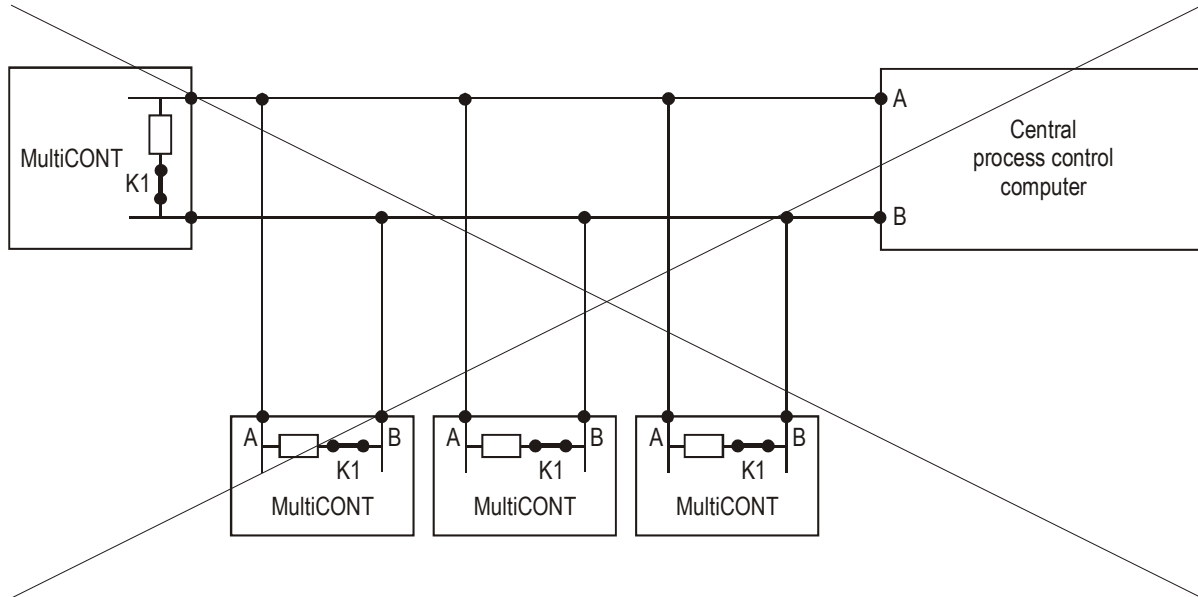 MultiCONT
K1
A
B
Central
process control
computer
A
B
K1
MultiCONT
A
B
K1
MultiCONT
A
B
K1
MultiCONT